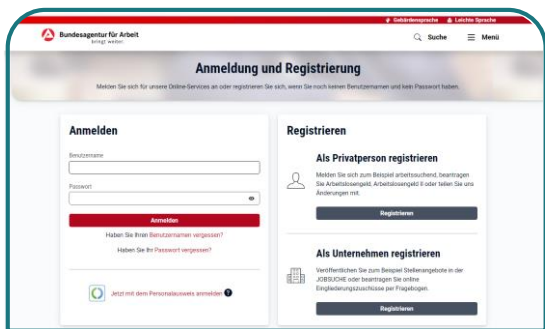 Gebärdensprache Leichte Sprache
Bundesagentur für Arbeit
bringt weiter.
Suche Menü
Anmeldung und Registrierung
Melden Sie sich für unsere Online-Services an oder registrieren Sie sich, wenn Sie noch keinen Benutzernamen und kein Passwort haben.
Anmelden
Benutzername
Passwort
Anmelden
Haben Sie Ihren Benutzernamen vergessen?
Haben Sie Ihr Passwort vergessen?
Jetzt mit dem Personalausweis anmelden ?
Registrieren
Als Privatperson registrieren
Melden Sie sich zum Beispiel arbeitssuchend, beantragen
Sie Arbeitslosengeld, Arbeitslosengeld II oder teilen Sie uns
Änderungen mit.
Registrieren
Als Unternehmen registrieren
Veröffentlichen Sie zum Beispiel Stellenangebote in der
JOBSUCHE oder beantragen Sie online
Eingliederungszuschüsse per Fragebogen.
Registrieren